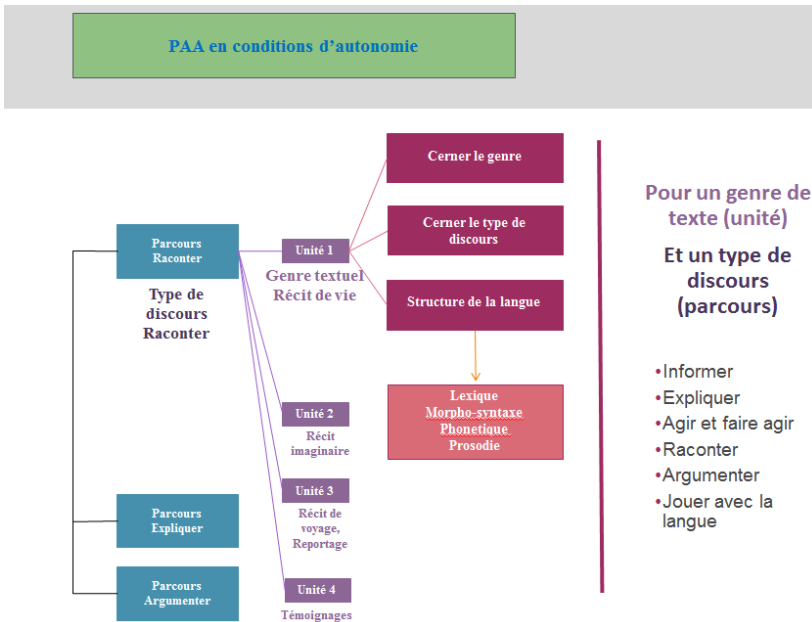 PAA en conditions d'autonomie
Parcours
Raconter
Type de
discours
Raconter
Parcours
Expliquer
Parcours
Argumenter
Unité 1
Genre textuel
Récit de vie
Unité 2
Récit
imaginaire
Unité 3
Récit de
voyage,
Reportage
Unité 4
Témoignages
Cerner le genre
Cerner le type de
discours
Structure de la langue
Lexique
Morpho-syntaxe
Phonetique
Prosodie
Pour un genre de
texte (unité)
Et un type de
discours
(parcours)
•Informer
•Expliquer
•Agir et faire agir
•Raconter
•Argumenter
•Jouer avec la
langue